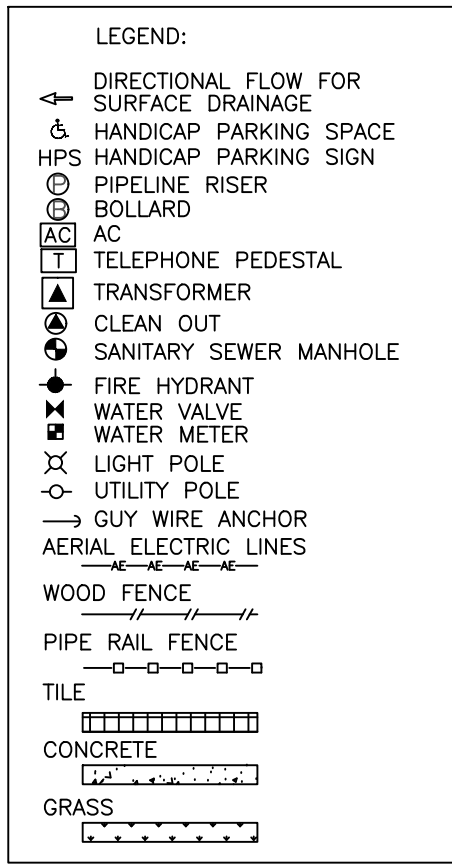 LEGEND:
DIRECTIONAL FLOW FOR
SURFACE DRAINAGE
HANDICAP PARKING SPACE
HPS HANDICAP PARKING SIGN
P PIPELINE RISER
B BOLLARD
AC AC
T TELEPHONE PEDESTAL
TRANSFORMER
CLEAN OUT
SANITARY SEWER MANHOLE
FIRE HYDRANT
WATER VALVE
WATER METER
LIGHT POLE
UTILITY POLE
GUY WIRE ANCHOR
AERIAL ELECTRIC LINES
AE AE AE AE
WOOD FENCE
PIPE RAIL FENCE
TILE
CONCRETE
GRASS